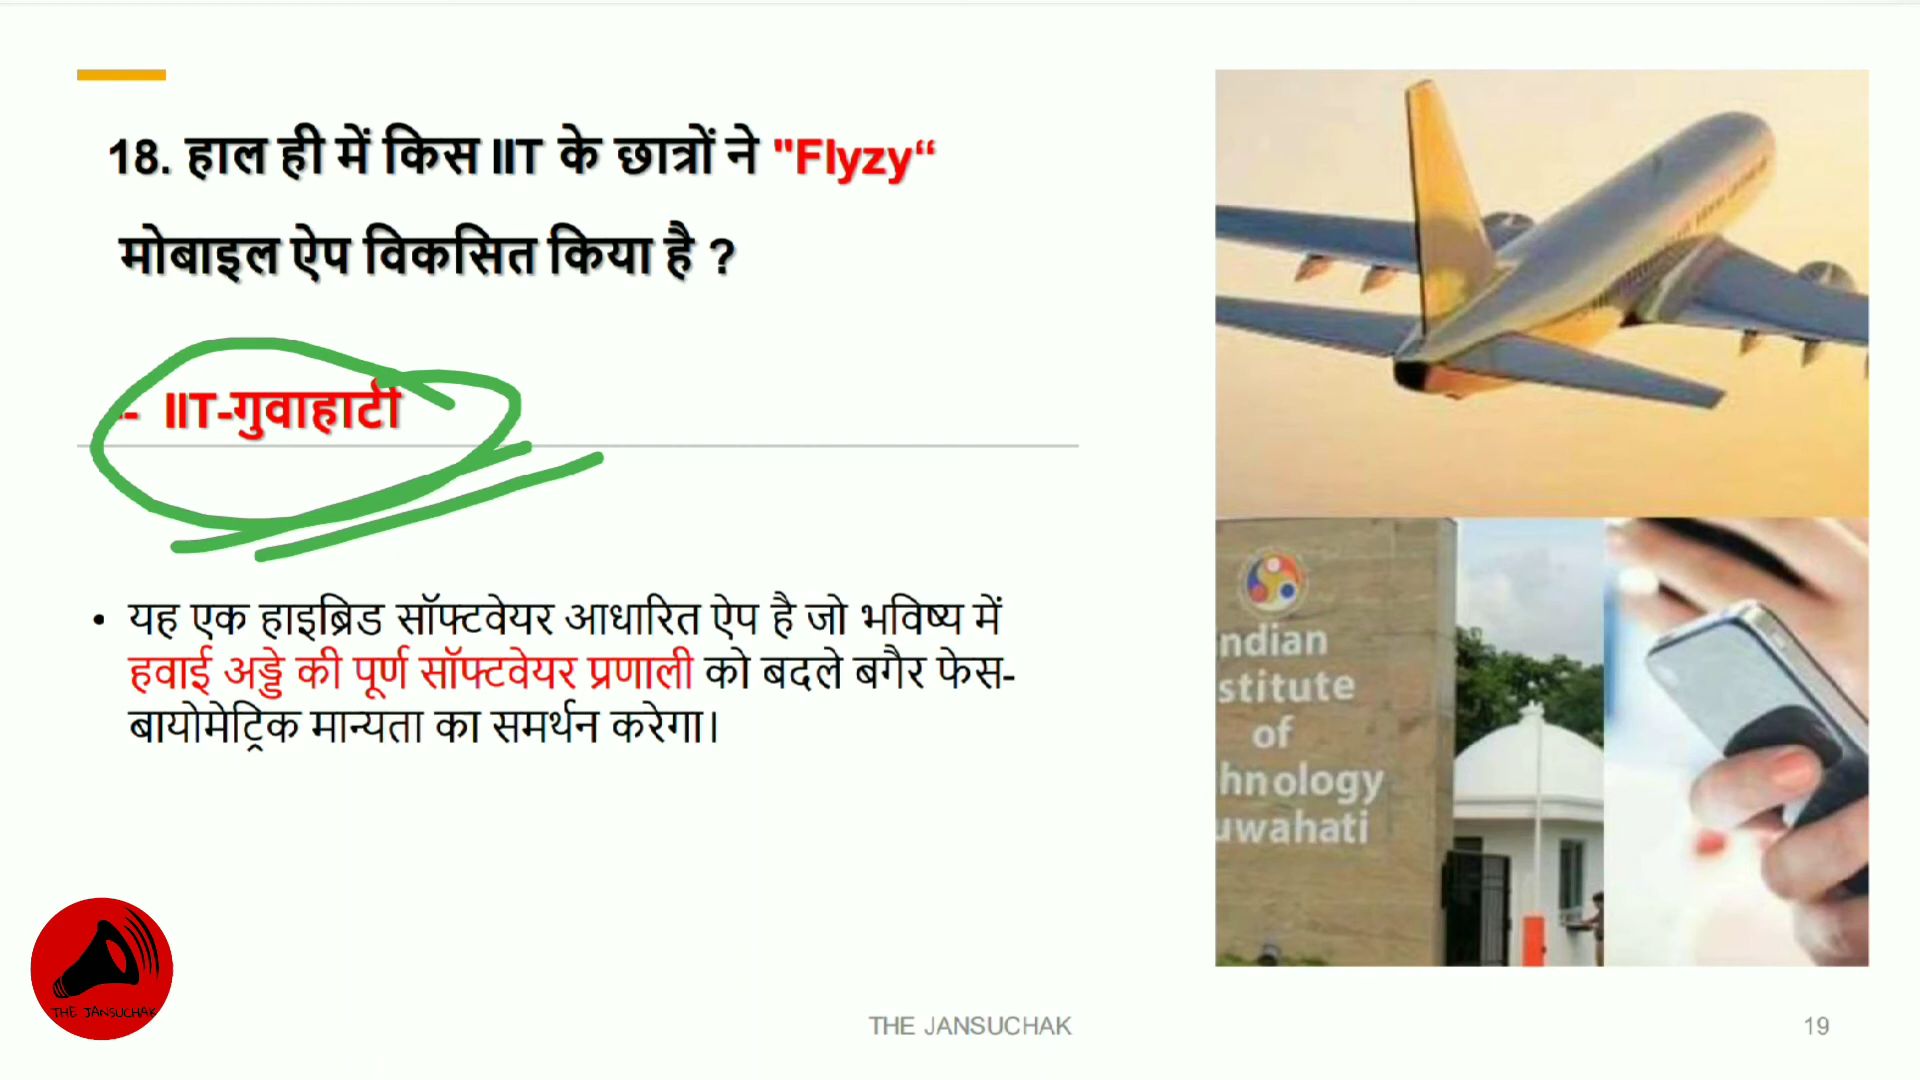 18. हाल ही में किस IIT के छात्रों ने "Flyzy“
मोबाइल ऐप विकसित किया है ?
- IIT-गुवाहाटी
• यह एक हाइब्रिड सॉफ्टवेयर आधारित ऐप है जो भविष्य में
हवाई अड्डे की पूर्ण सॉफ्टवेयर प्रणाली को बदले बगैर फेस-
बायोमेट्रिक मान्यता का समर्थन करेगा।
ndian
stitute
of
hnology
uwahati
THE JANSUCHAK
THE JANSUCHAK
19